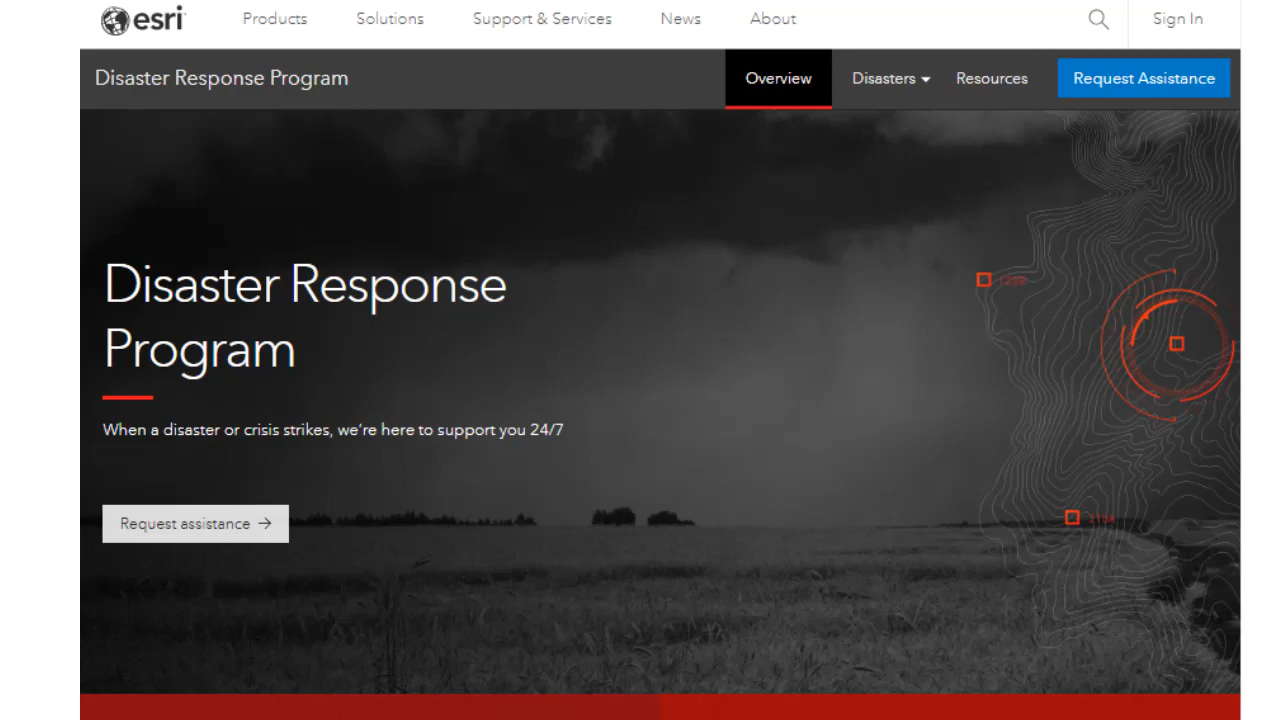 esri
Products
Solutions
Support & Services
News
About
Sign In
Disaster Response Program
Overview
Disasters
Resources
Request Assistance
Disaster Response
Program
When a disaster or crisis strikes, we’re here to support you 24/7
Request assistance →